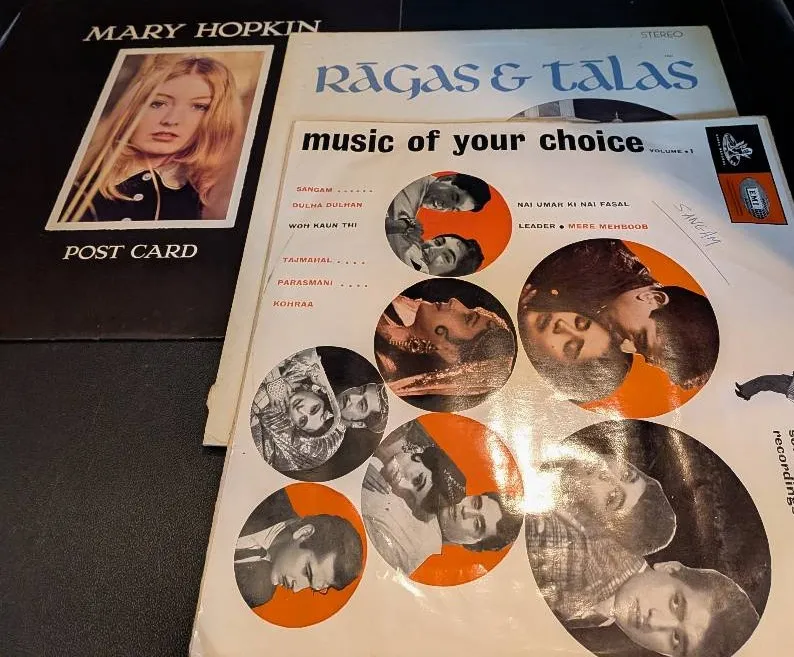 MARY HOPKIN
POST CARD
STEREO
RĀGAS & TĀLAS
music of your choice VOLUME • 1
SANGAM ......
DULHA DULHAN
WOH KAUN THI
TAJMAHAL ....
PARASMANI ....
KOHRAA
NAI UMAR KI NAI FASAL
LEADER • MERE MEHBOOB
SANGAM
EMI
recordings